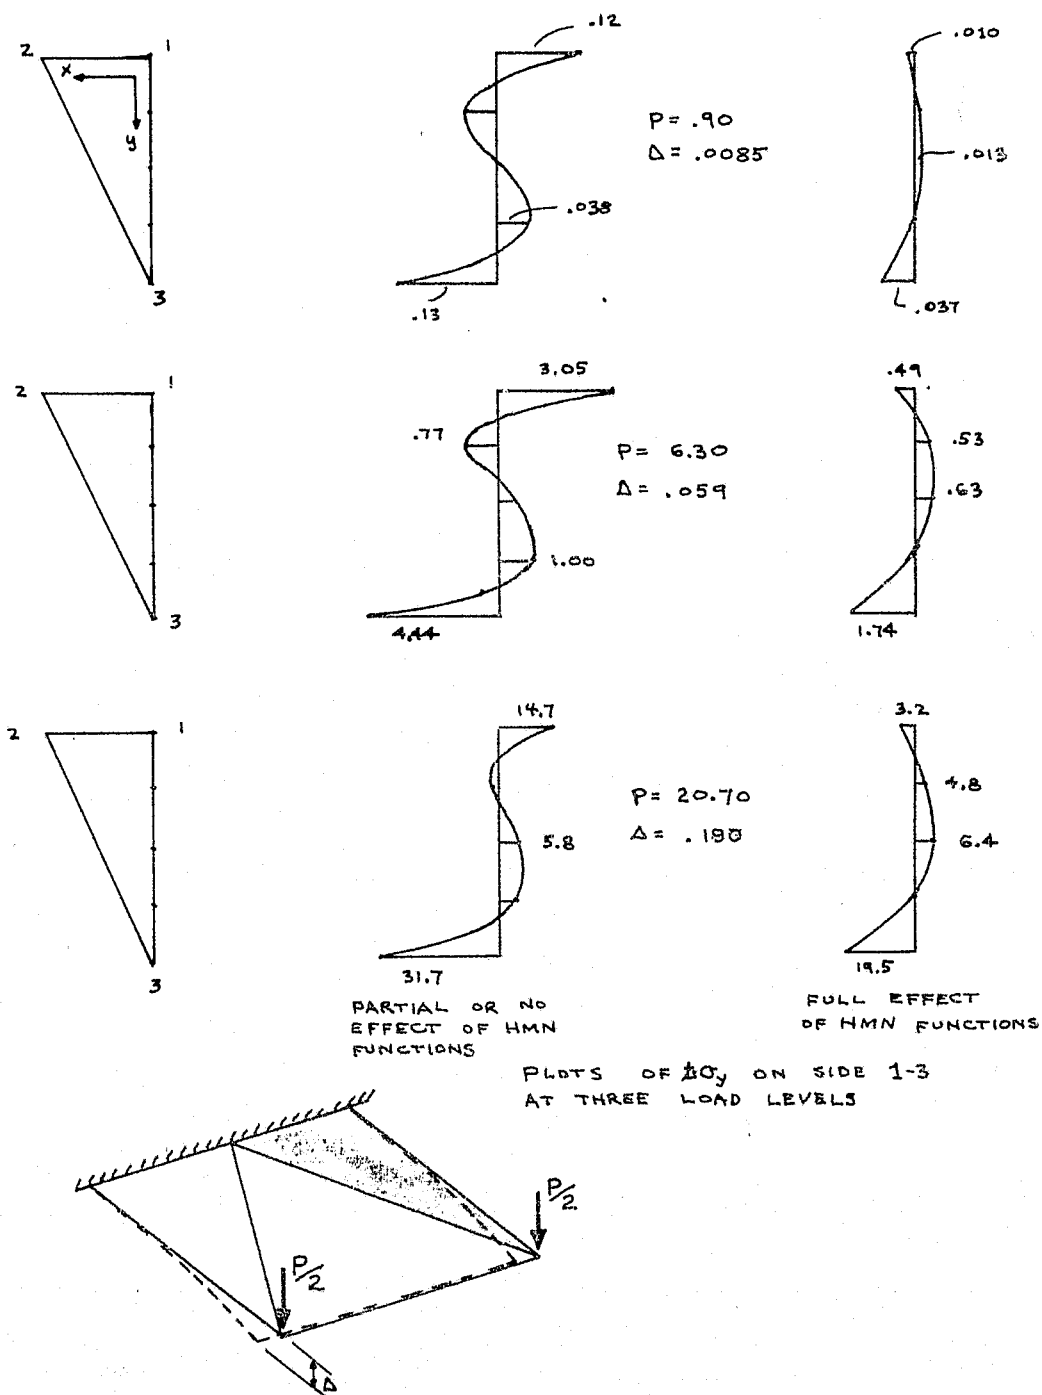 2
1
x
y
3
.12
.038
.13
P = .90
Δ = .0085
.010
.013
.037
2
1
3
3.05
.77
1.00
4.44
P = 6.30
Δ = .059
.49
.53
.63
1.74
2
1
3
14.7
5.8
31.7
P = 20.70
3.2
4.8
6.4
19.5
PARTIAL OR NO
EFFECT OF HMN
FUNCTIONS
FULL EFFECT
OF HMN FUNCTIONS
PLOTS OF Δσy ON SIDE 1-3
AT THREE LOAD LEVELS
P/2
P/2
Δ